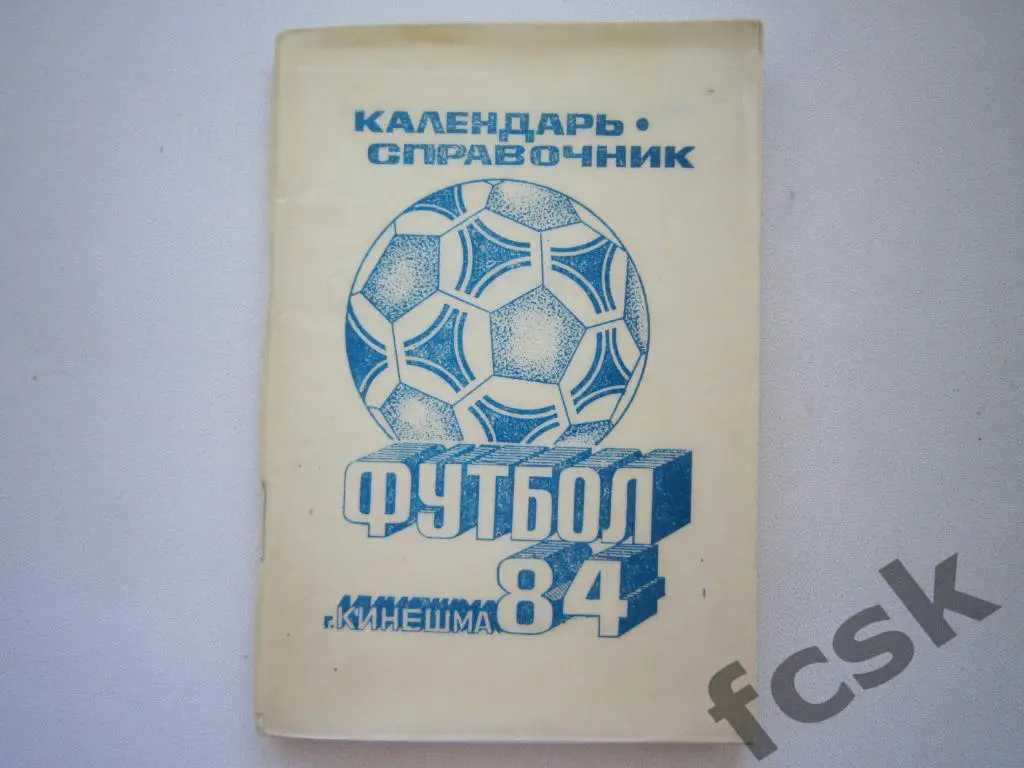 КАЛЕНДАРЬ •
СПРАВОЧНИК
ФУТБОЛ
84
г. КИНЕШМА
fcsk